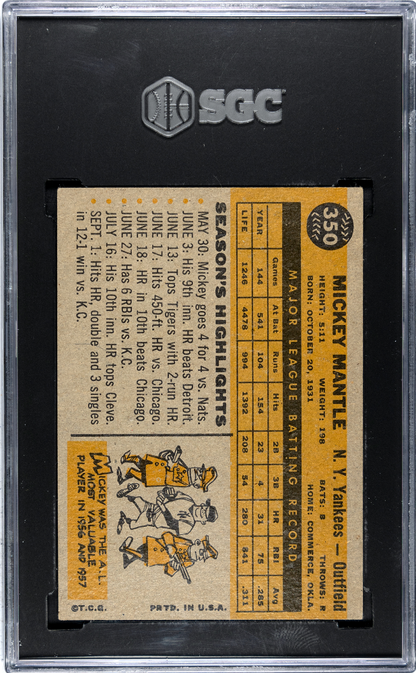 SGC
350
MICKEY MANTLE N. Y. Yankees — Outfield
HEIGHT: 5:11 WEIGHT: 198 BATS: B THROWS: R
BORN: OCTOBER 20, 1931 HOME: COMMERCE, OKLA.
MAJOR LEAGUE BATTING RECORD
Games At Bat Runs Hits 2B 3B HR RBI Avg
YEAR 144 541 104 154 23 4 31 75 .285
LIFE 1246 4478 994 1392 208 54 280 841 .311
SEASON'S HIGHLIGHTS
• MAY 30: Mickey goes 4 for 4 vs. Nats.
• JUNE 3: His 9th inn. HR beats Detroit.
• JUNE 13: Tops Tigers with 2-run HR.
• JUNE 17: Hits 450-ft. HR vs. Chicago.
• JUNE 18: HR in 10th beats Chicago.
• JUNE 27: Has 6 RBIs vs. K.C.
• JULY 16: His 10th inn. HR tops Cleve.
• SEPT. 1: Hits HR, double and 3 singles
in 12-1 win vs. K.C.
MICKEY WAS THE A.L.
MOST VALUABLE
PLAYER IN 1956 AND 1957
©T.C.G. PRTD. IN U.S.A.